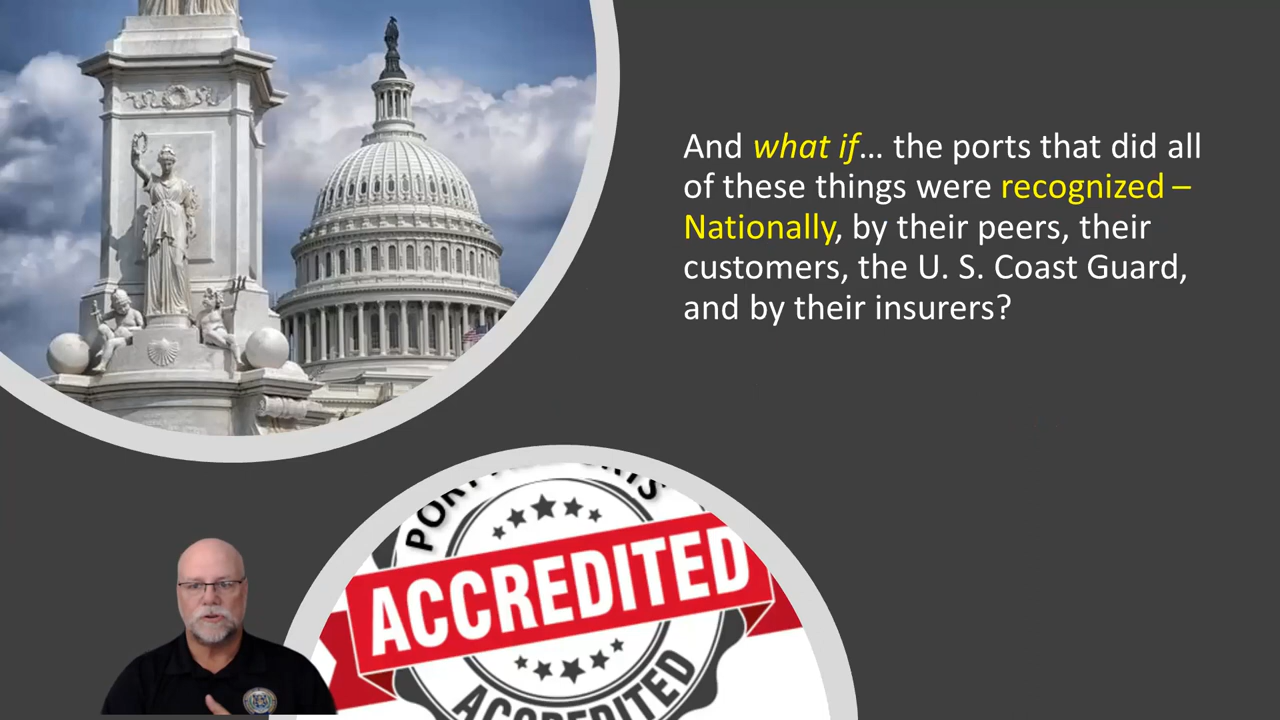 And what if... the ports that did all
of these things were recognized –
Nationally, by their peers, their
customers, the U. S. Coast Guard,
and by their insurers?
ACCREDITED
ACCREDITED